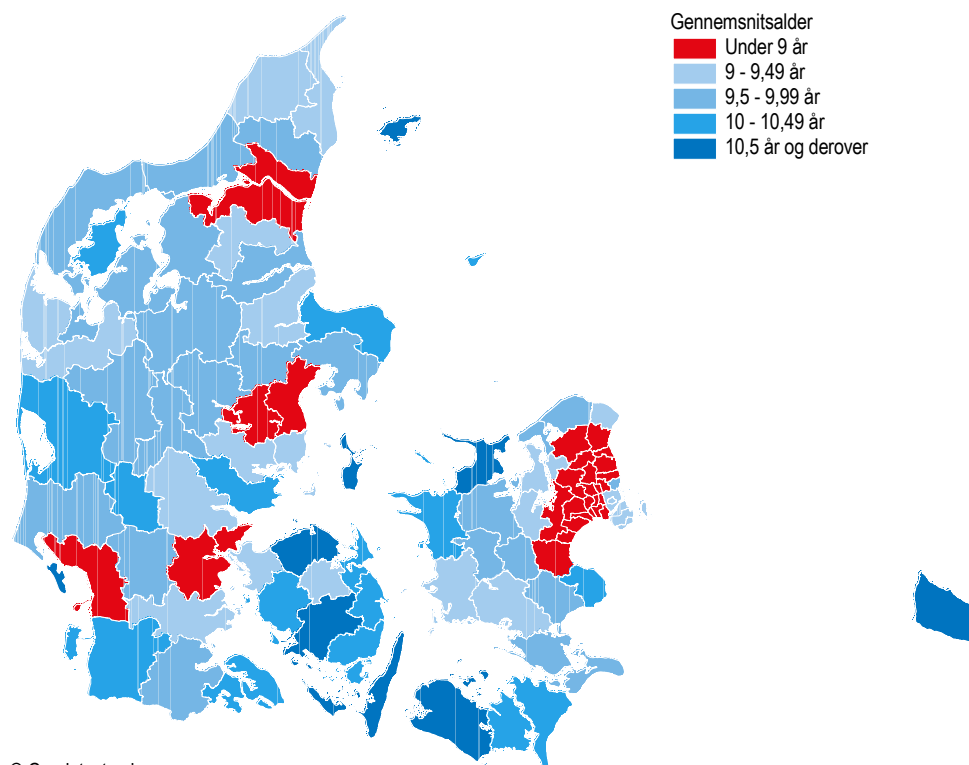 Gennemsnitsalder
Under 9 år
9 - 9,49 år
9,5 - 9,99 år
10 - 10,49 år
10,5 år og derover